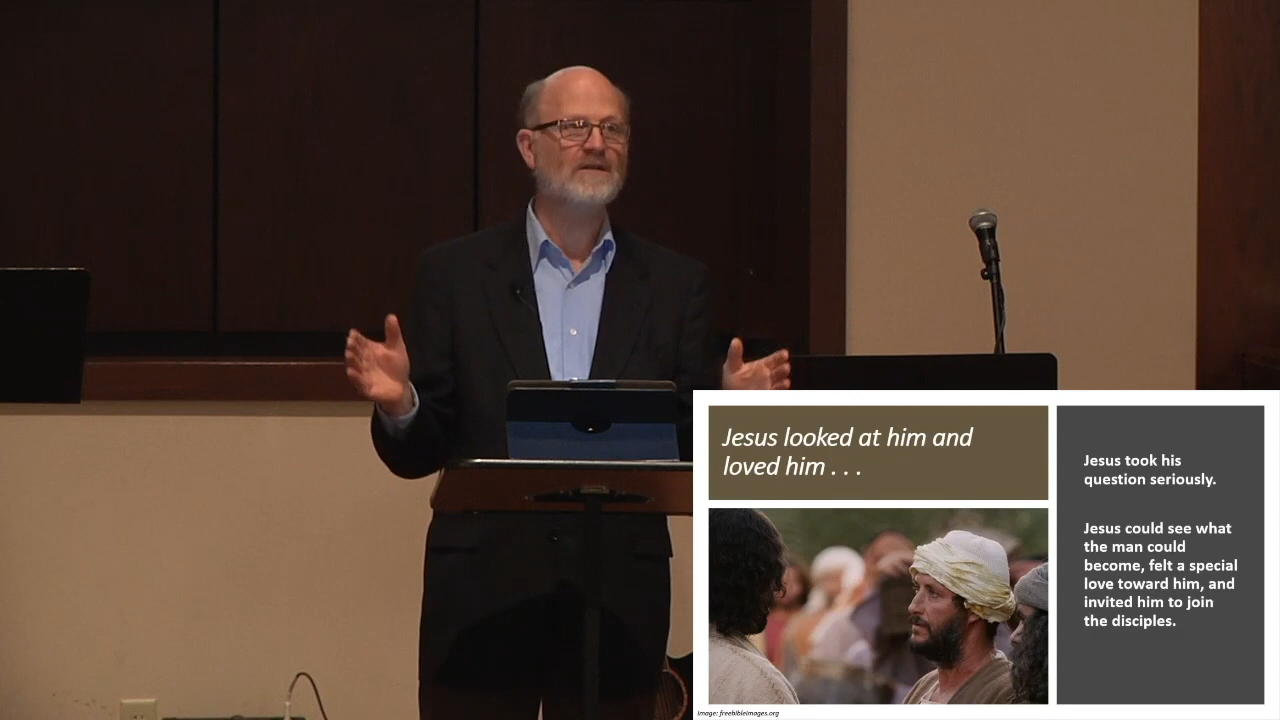 Jesus looked at him and
loved him . . .
Jesus took his
question seriously.
Jesus could see what
the man could
become, felt a special
love toward him, and
invited him to join
the disciples.
Image: freebibleimages.org